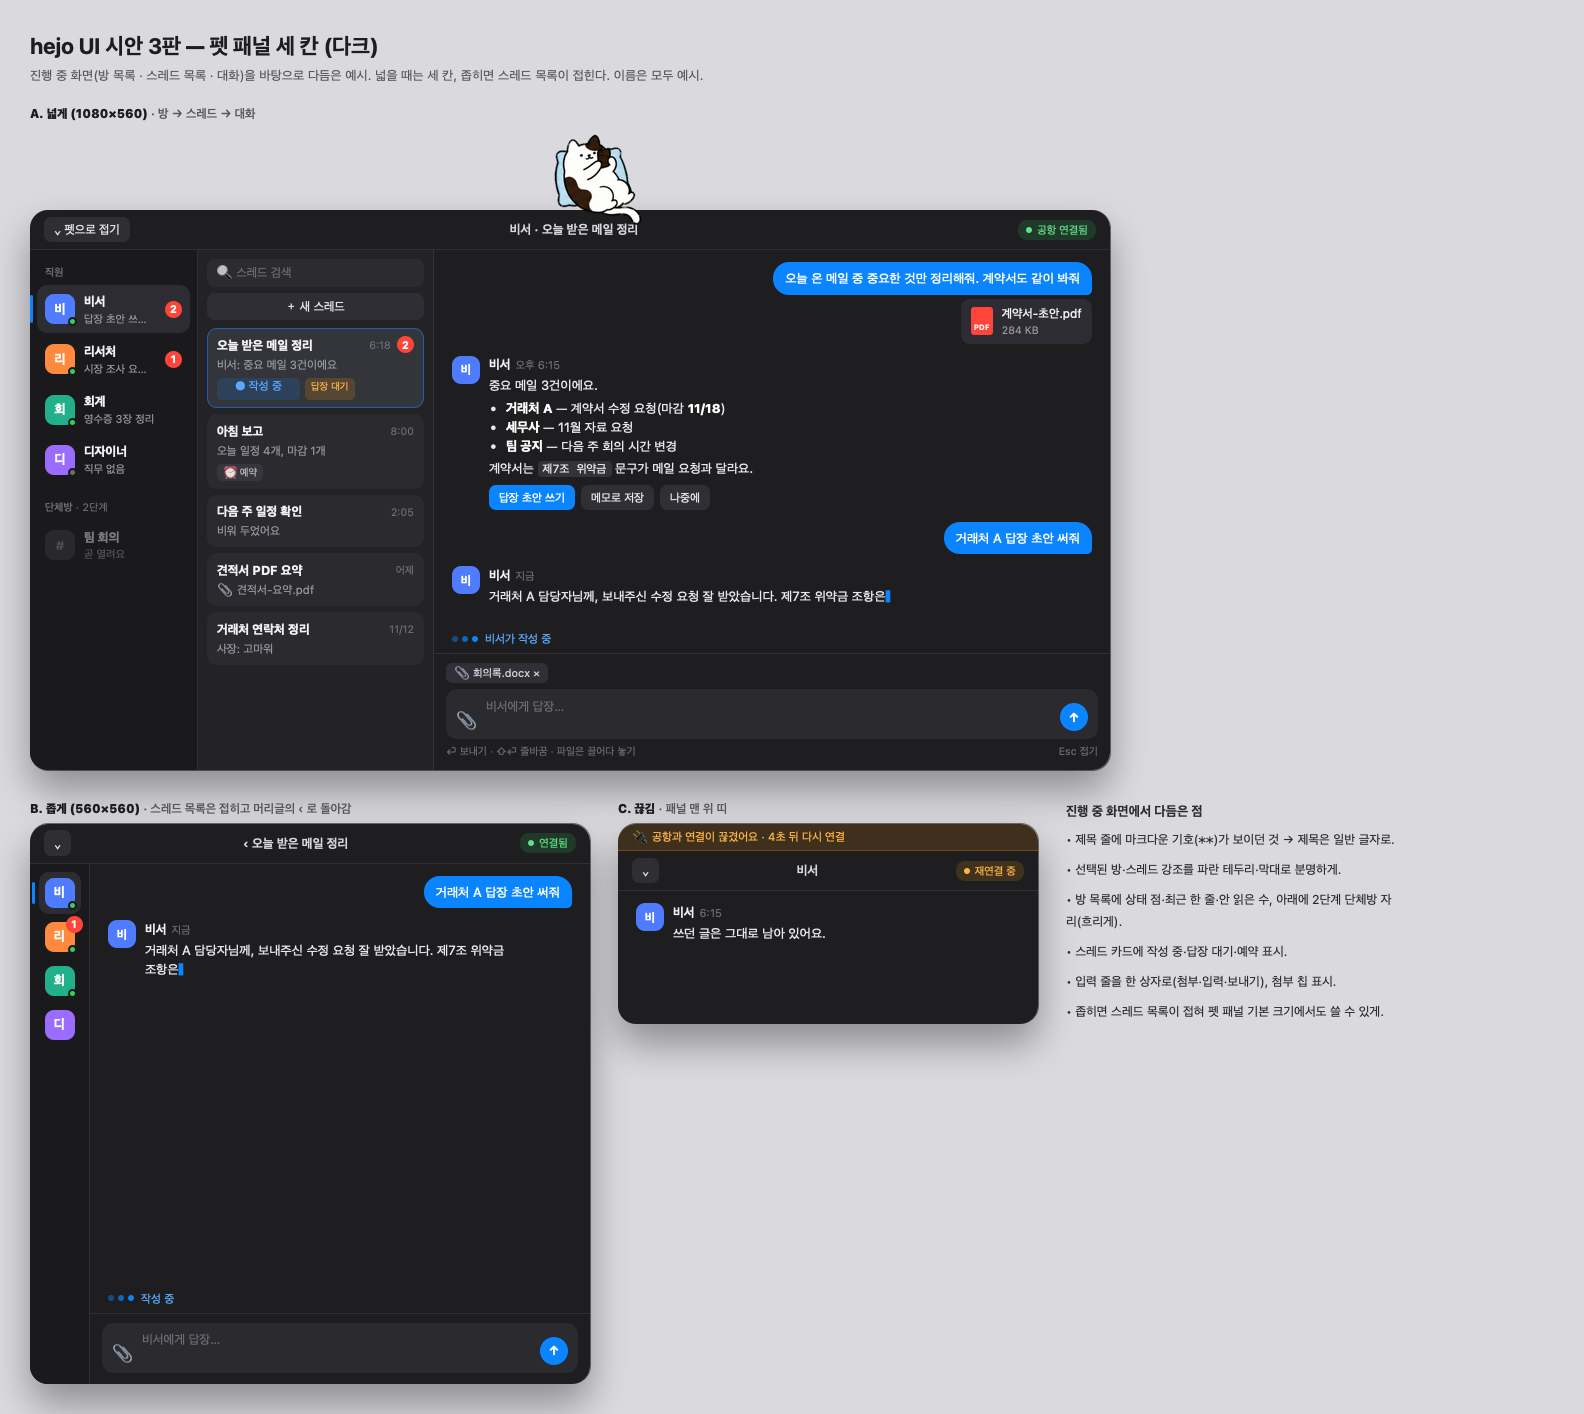 hejo UI 시안 3판 — 펫 패널 세 칸 (다크)
진행 중 화면(방 목록 · 스레드 목록 · 대화)을 바탕으로 다듬은 예시. 넓을 때는 세 칸, 좁히면 스레드 목록이 접힌다. 이름은 모두 예시.
A. 넓게 (1080×560) · 방 → 스레드 → 대화
⌄ 펫으로 접기
비서 · 오늘 받은 메일 정리
공항 연결됨
직원
비
비서
답장 초안 쓰...
2
리
리서처
시장 조사 요...
1
회
회계
영수증 3장 정리
디
디자이너
직무 없음
단체방 · 2단계
#
팀 회의
곧 열려요
🔍 스레드 검색
+ 새 스레드
오늘 받은 메일 정리 6:18 2
비서: 중요 메일 3건이에요
작성 중 답장 대기
아침 보고 8:00
오늘 일정 4개, 마감 1개
⏰ 예약
다음 주 일정 확인 2:05
비워 두었어요
견적서 PDF 요약 어제
📎 견적서-요약.pdf
거래처 연락처 정리 11/12
사장: 고마워
오늘 온 메일 중 중요한 것만 정리해줘. 계약서도 같이 봐줘
PDF
계약서-초안.pdf
284 KB
비
비서 오후 6:15
중요 메일 3건이에요.
• 거래처 A — 계약서 수정 요청(마감 11/18)
• 세무사 — 11월 자료 요청
• 팀 공지 — 다음 주 회의 시간 변경
계약서는 제7조 위약금 문구가 메일 요청과 달라요.
답장 초안 쓰기 메모로 저장 나중에
거래처 A 답장 초안 써줘
비
비서 지금
거래처 A 담당자님께, 보내주신 수정 요청 잘 받았습니다. 제7조 위약금 조항은
비서가 작성 중
📎 회의록.docx ×
비서에게 답장...
⏎ 보내기 · ⇧⏎ 줄바꿈 · 파일은 끌어다 놓기
Esc 접기
B. 좁게 (560×560) · 스레드 목록은 접히고 머리글의 ‹ 로 돌아감
⌄
‹ 오늘 받은 메일 정리
연결됨
비
리
1
회
디
거래처 A 답장 초안 써줘
비
비서 지금
거래처 A 담당자님께, 보내주신 수정 요청 잘 받았습니다. 제7조 위약금
조항은
작성 중
비서에게 답장...
C. 끊김 · 패널 맨 위 띠
🔌 공항과 연결이 끊겼어요 · 4초 뒤 다시 연결
⌄
비서
재연결 중
비
비서 6:15
쓰던 글은 그대로 남아 있어요.
진행 중 화면에서 다듬은 점
• 제목 줄에 마크다운 기호(**)가 보이던 것 → 제목은 일반 글자로.
• 선택된 방·스레드 강조를 파란 테두리·막대로 분명하게.
• 방 목록에 상태 점·최근 한 줄·안 읽은 수, 아래에 2단계 단체방 자
리(흐리게).
• 스레드 카드에 작성 중·답장 대기·예약 표시.
• 입력 줄을 한 상자로(첨부·입력·보내기), 첨부 칩 표시.
• 좁히면 스레드 목록이 접혀 펫 패널 기본 크기에서도 쓸 수 있게.